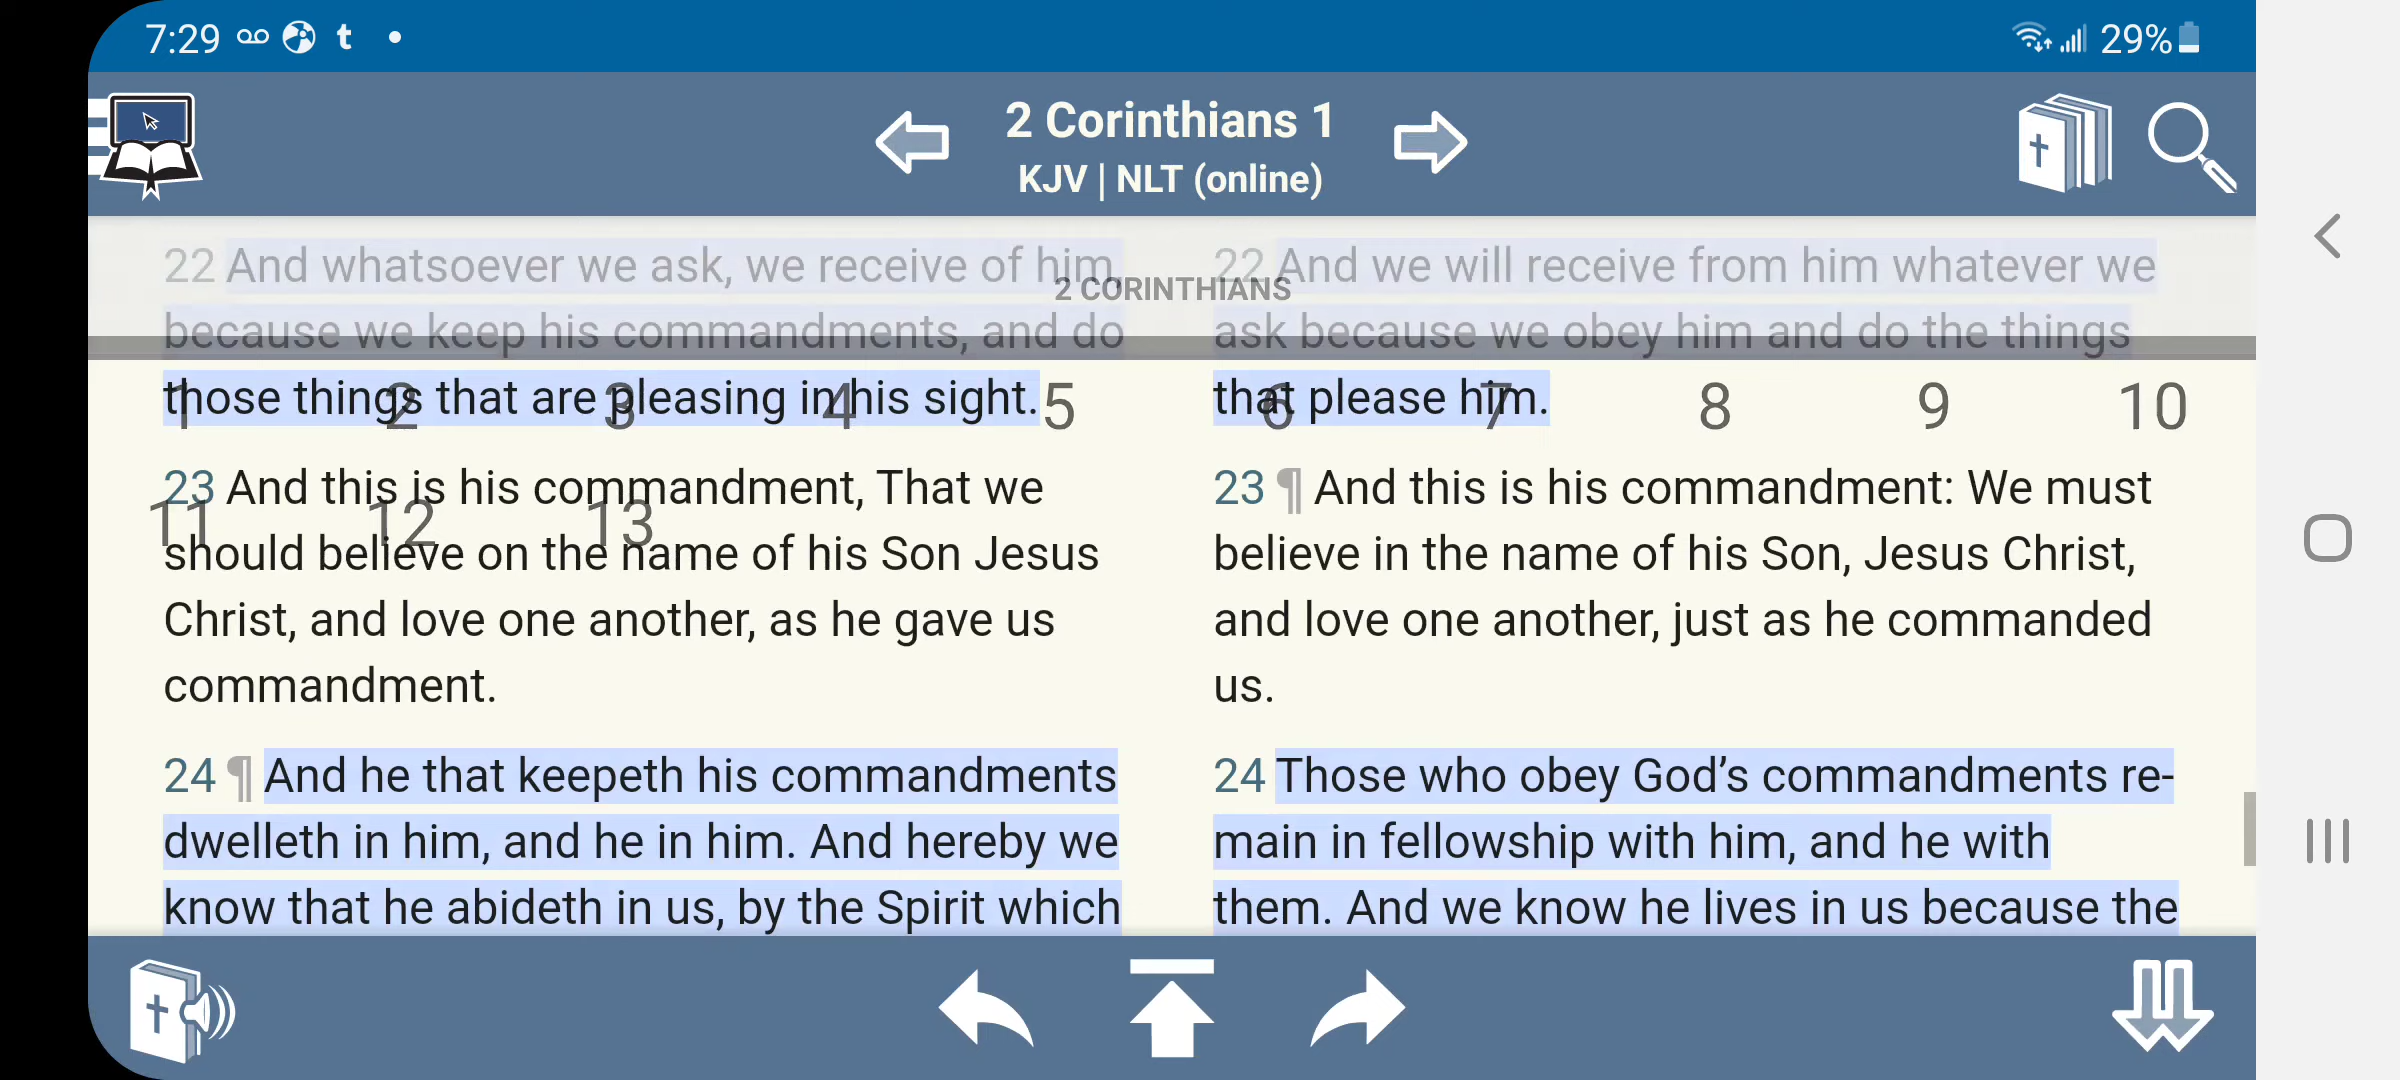 7:29 t 29%
2 Corinthians 1
KJV | NLT (online)
2 CORINTHIANS
22 And whatsoever we ask, we receive of him
because we keep his commandments, and do
those things that are pleasing in his sight.
23 And this is his commandment, That we
should believe on the name of his Son Jesus
Christ, and love one another, as he gave us
commandment.
24 ¶ And he that keepeth his commandments
dwelleth in him, and he in him. And hereby we
know that he abideth in us, by the Spirit which
22 And we will receive from him whatever we
ask because we obey him and do the things
that please him.
23 ¶ And this is his commandment: We must
believe in the name of his Son, Jesus Christ,
and love one another, just as he commanded
us.
24 Those who obey God’s commandments re-
main in fellowship with him, and he with
them. And we know he lives in us because the
1 2 3 4 5 6 7 8 9 10
11 12 13